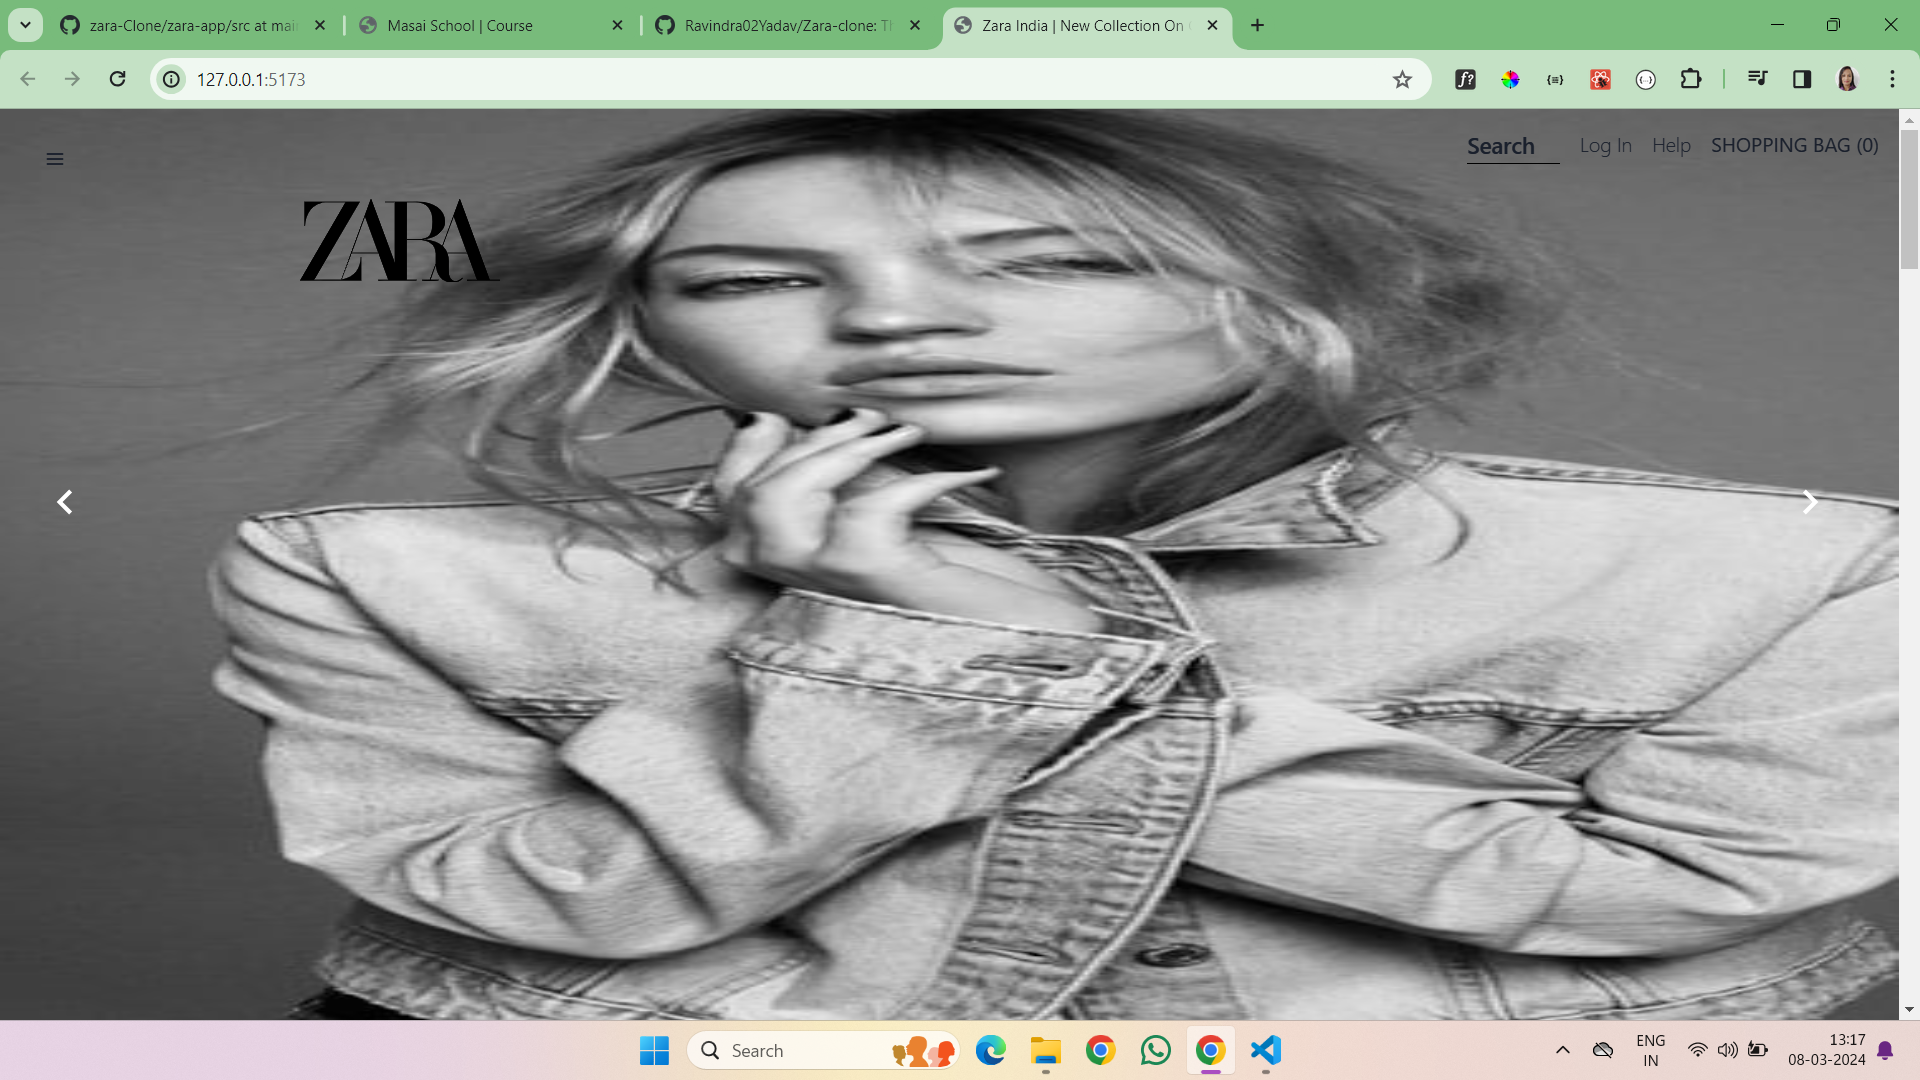 zara-Clone/zara-app/src at mai
Masai School | Course
Ravindra02Yadav/Zara-clone: Th
Zara India | New Collection On
127.0.0.1:5173
f?
Search
Log In
Help
SHOPPING BAG (0)
ZARA
Search
ENG
IN
13:17
08-03-2024